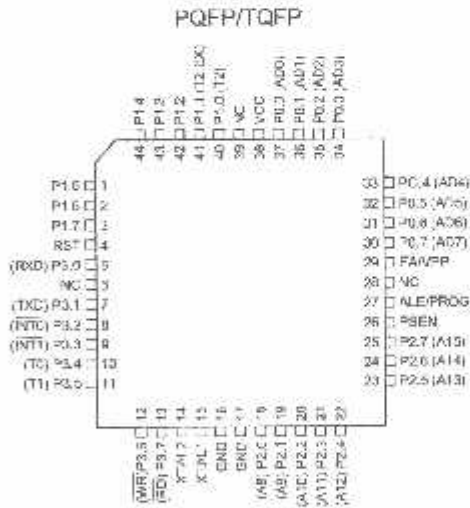 PQFP/TQFP
44 P1.4
43 P1.3
42 P1.2
41 P1.1 (T2 EX)
40 P1.0 (T2)
39 NC
38 VCC
37 P0.0 (AD0)
36 P0.1 (AD1)
35 P0.2 (AD2)
34 P0.3 (AD3)
P1.5 1
P1.6 2
P1.7 3
RST 4
(RXD) P3.0 5
NC 6
(TXD) P3.1 7
(INT0) P3.2 8
(INT1) P3.3 9
(T0) P3.4 10
(T1) P3.5 11
33 P0.4 (AD4)
32 P0.5 (AD5)
31 P0.6 (AD6)
30 P0.7 (AD7)
29 EA/VPP
28 NC
27 ALE/PROG
26 PSEN
25 P2.7 (A15)
24 P2.6 (A14)
23 P2.5 (A13)
12 (WR) P3.6
13 (RD) P3.7
14 XTAL2
15 XTAL1
16 GND
17 GND
18 (A8) P2.0
19 (A9) P2.1
20 (A10) P2.2
21 (A11) P2.3
22 (A12) P2.4